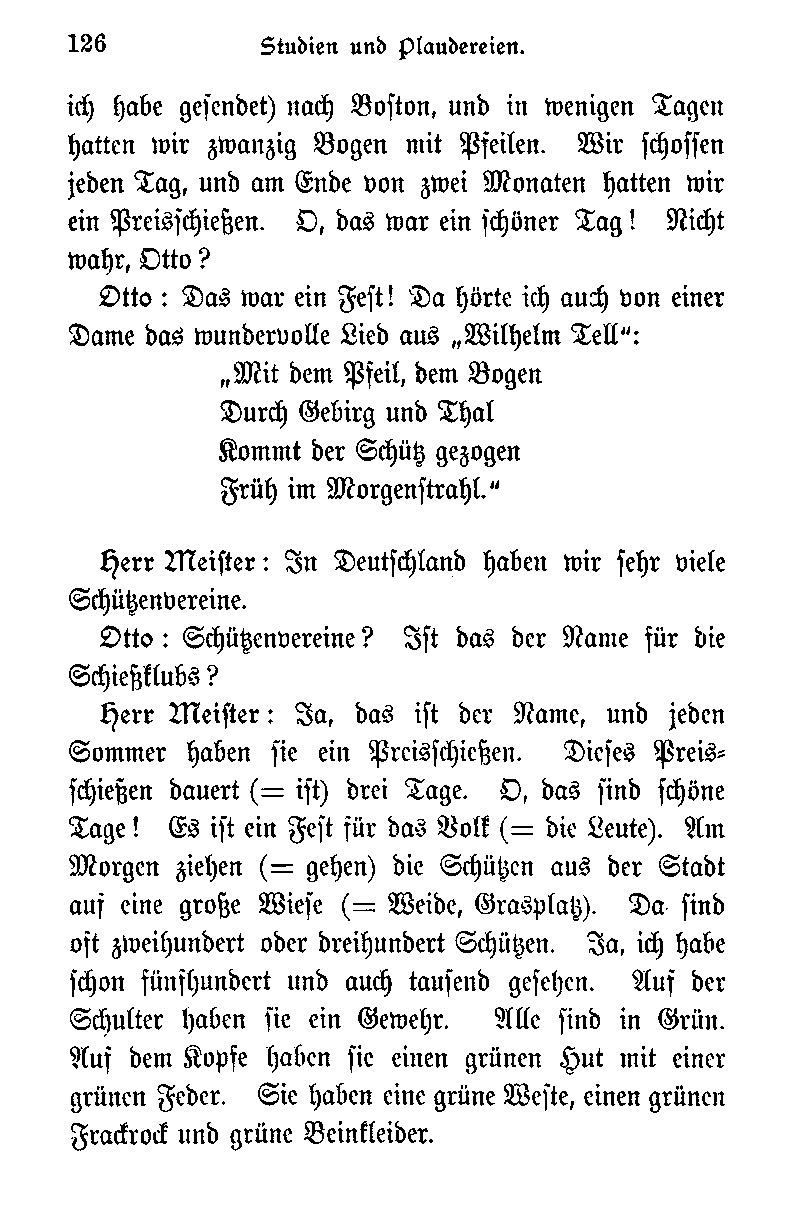 126 Studien und Plaudereien.
ich habe gesendet) nach Boston, und in wenigen Tagen
hatten wir zwanzig Bogen mit Pfeilen. Wir schossen
jeden Tag, und am Ende von zwei Monaten hatten wir
ein Preisschießen. O, das war ein schöner Tag! Nicht
wahr, Otto?
Otto: Das war ein Fest! Da hörte ich auch von einer
Dame das wundervolle Lied aus „Wilhelm Tell“:
„Mit dem Pfeil, dem Bogen
Durch Gebirg und Thal
Kommt der Schütz gezogen
Früh im Morgenstrahl.“
Herr Meister: In Deutschland haben wir sehr viele
Schützenvereine.
Otto: Schützenvereine? Ist das der Name für die
Schießklubs?
Herr Meister: Ja, das ist der Name, und jeden
Sommer haben sie ein Preisschießen. Dieses Preis-
schießen dauert (= ist) drei Tage. O, das sind schöne
Tage! Es ist ein Fest für das Volk (= die Leute). Am
Morgen ziehen (= gehen) die Schützen aus der Stadt
auf eine große Wiese (= Weide, Grasplatz). Da sind
oft zweihundert oder dreihundert Schützen. Ja, ich habe
schon fünfhundert und auch tausend gesehen. Auf der
Schulter haben sie ein Gewehr. Alle sind in Grün.
Auf dem Kopfe haben sie einen grünen Hut mit einer
grünen Feder. Sie haben eine grüne Weste, einen grünen
Frackrock und grüne Beinkleider.